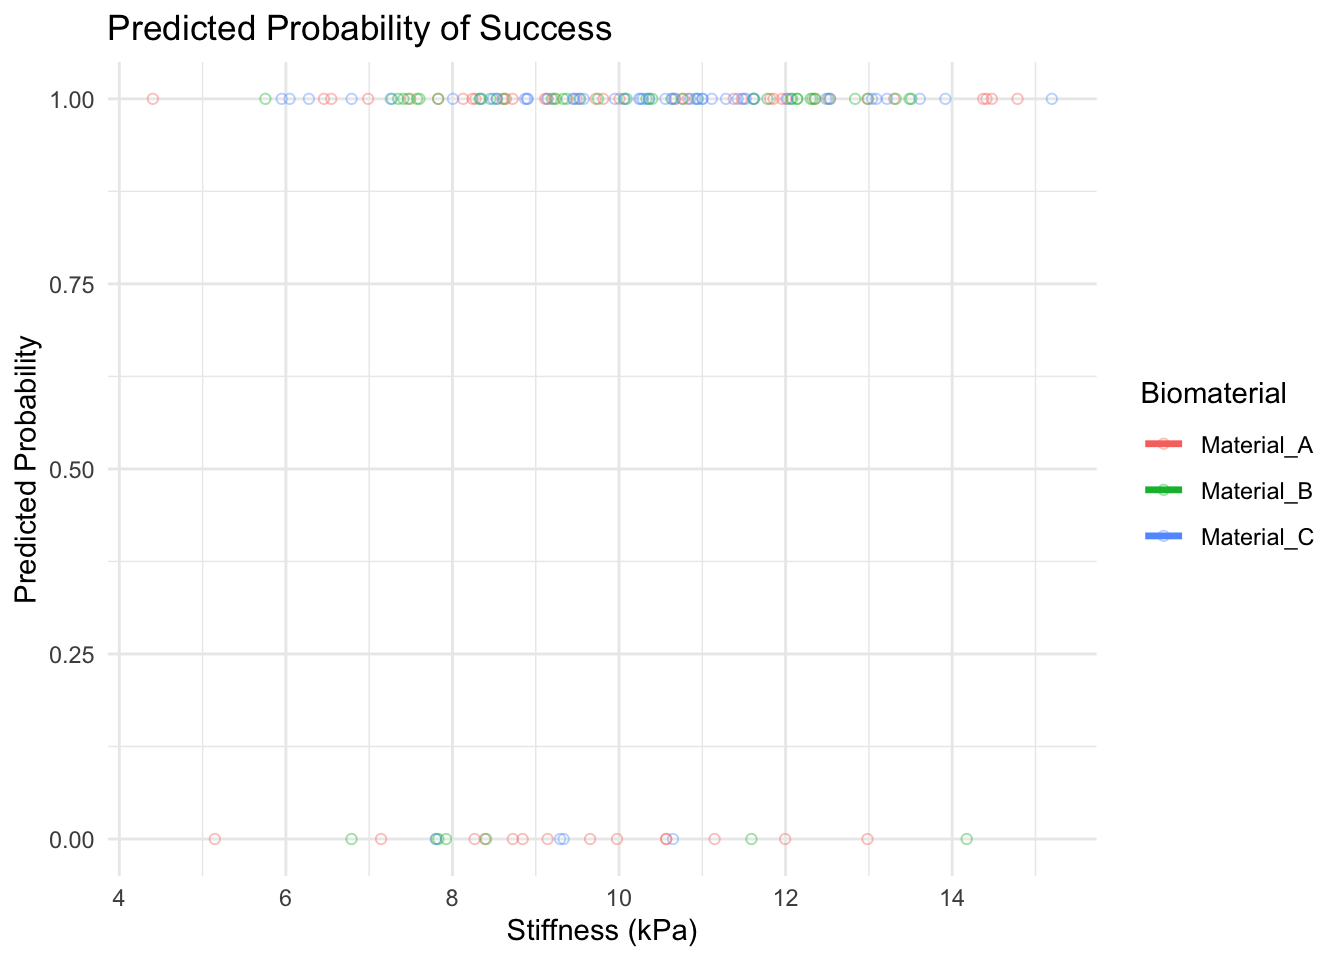 Predicted Probability of Success
Predicted Probability
1.00
0.75
0.50
0.25
0.00
4 6 8 10 12 14
Stiffness (kPa)
Biomaterial
Material_A
Material_B
Material_C